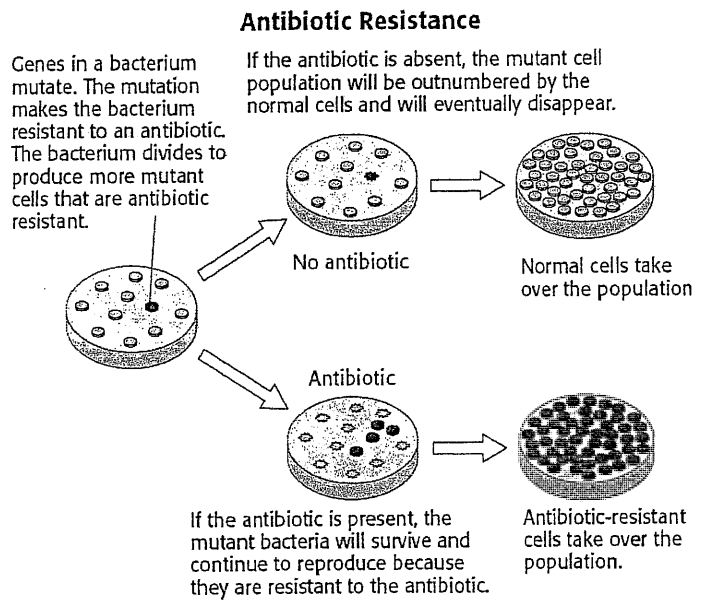 Antibiotic Resistance
Genes in a bacterium
mutate. The mutation
makes the bacterium
resistant to an antibiotic.
The bacterium divides to
produce more mutant
cells that are antibiotic
resistant.
If the antibiotic is absent, the mutant cell
population will be outnumbered by the
normal cells and will eventually disappear.
No antibiotic
Normal cells take
over the population
Antibiotic
If the antibiotic is present, the
mutant bacteria will survive and
continue to reproduce because
they are resistant to the antibiotic.
Antibiotic-resistant
cells take over the
population.